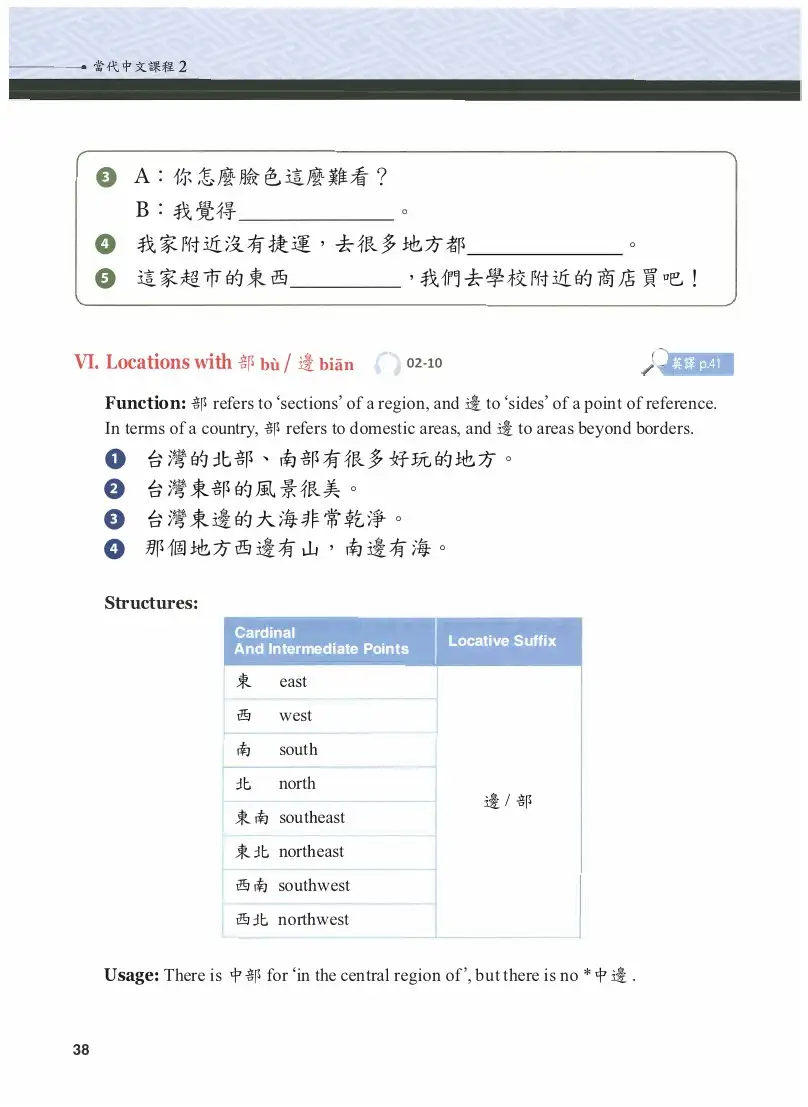 當代中文課程 2
3 A：你怎麼臉色這麼難看？
B：我覺得______________。
4 我家附近沒有捷運，去很多地方都______________。
5 這家超市的東西__________，我們去學校附近的商店買吧！
VI. Locations with 部 bù / 邊 biān 02-10 英譯 p.41
Function: 部 refers to ‘sections’ of a region, and 邊 to ‘sides’ of a point of reference.
In terms of a country, 部 refers to domestic areas, and 邊 to areas beyond borders.
1 台灣的北部、南部有很多好玩的地方。
2 台灣東部的風景很美。
3 台灣東邊的大海非常乾淨。
4 那個地方西邊有山，南邊有海。
Structures:
Cardinal
And Intermediate Points
Locative Suffix
東 east
西 west
南 south
北 north
東南 southeast
東北 northeast
西南 southwest
西北 northwest
邊 / 部
Usage: There is 中部 for ‘in the central region of’, but there is no *中邊 .
38